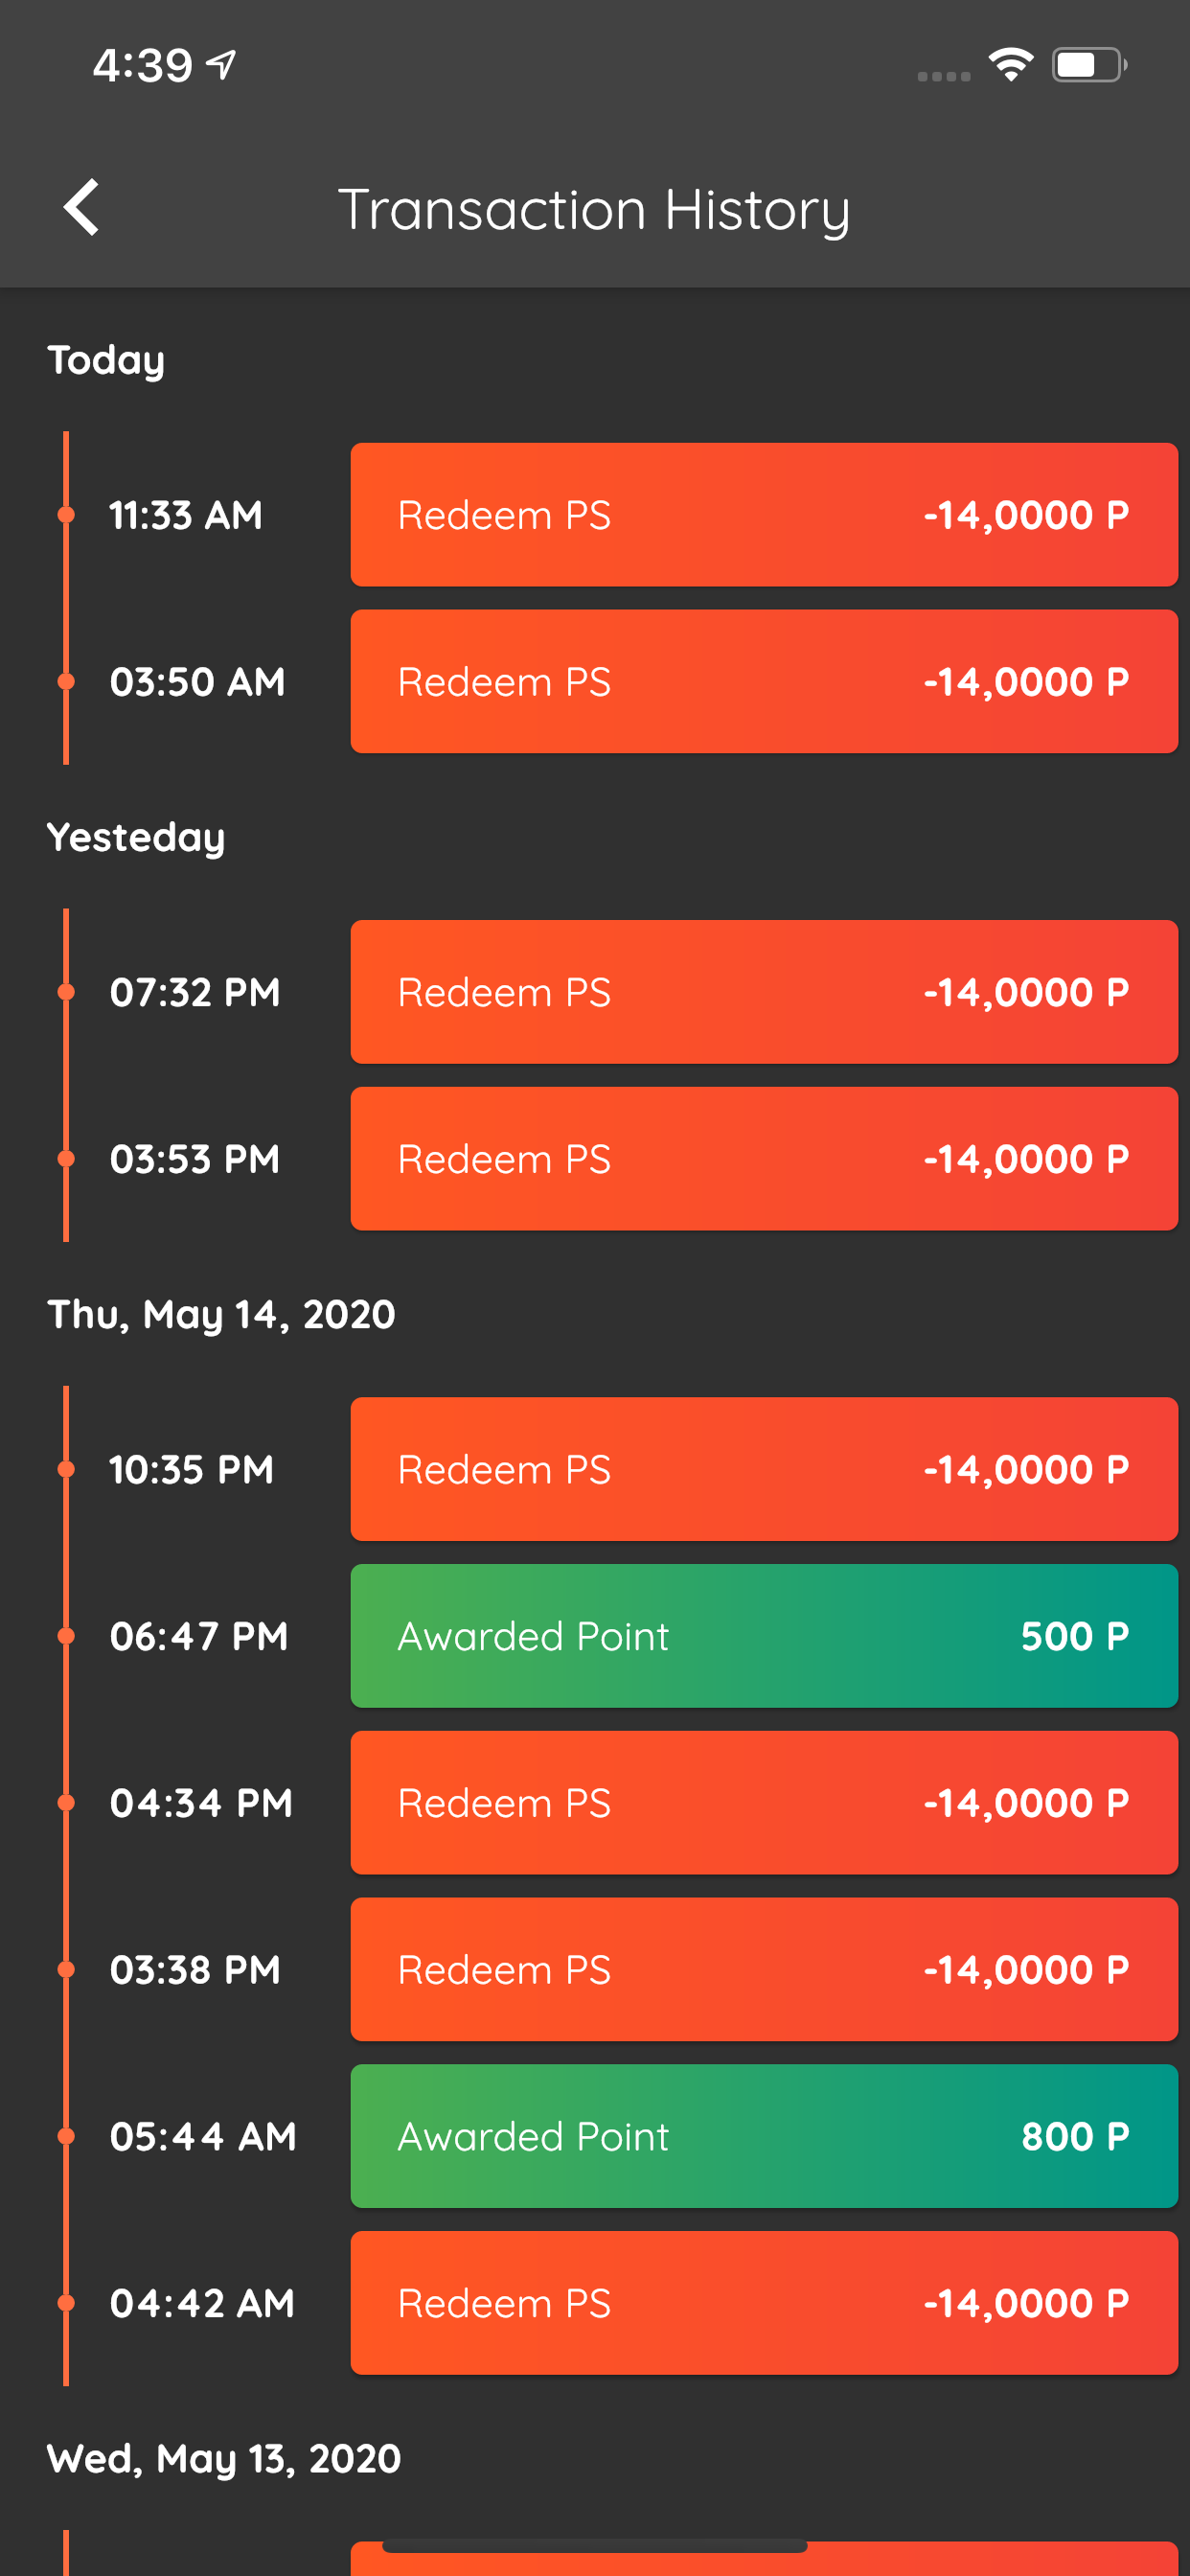 4:39
Transaction History
Today
11:33 AM Redeem PS -14,0000 P
03:50 AM Redeem PS -14,0000 P
Yesteday
07:32 PM Redeem PS -14,0000 P
03:53 PM Redeem PS -14,0000 P
Thu, May 14, 2020
10:35 PM Redeem PS -14,0000 P
06:47 PM Awarded Point 500 P
04:34 PM Redeem PS -14,0000 P
03:38 PM Redeem PS -14,0000 P
05:44 AM Awarded Point 800 P
04:42 AM Redeem PS -14,0000 P
Wed, May 13, 2020